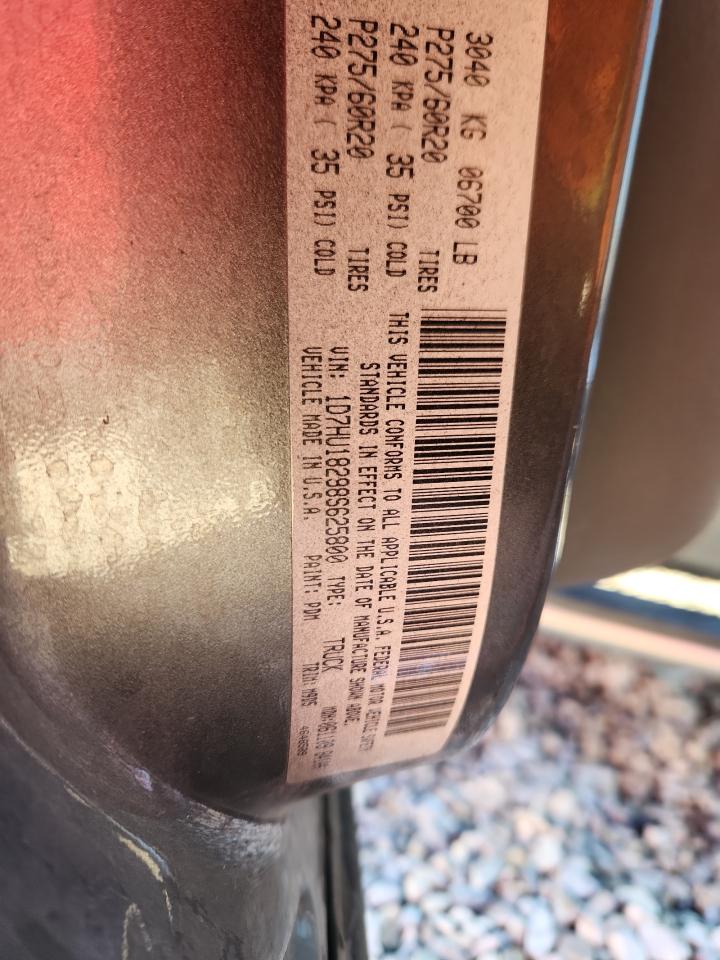 3040 KG 06700 LB
P275/60R20 TIRES
240 KPA ( 35 PSI) COLD
P275/60R20 TIRES
240 KPA ( 35 PSI) COLD
THIS VEHICLE CONFORMS TO ALL APPLICABLE U.S.A. FEDERAL MOTOR VEHICLE SAFETY
STANDARDS IN EFFECT ON THE DATE OF MANUFACTURE SHOWN ABOVE.
VIN: 1D7HU18298S625800 TYPE: TRUCK
VEHICLE MADE IN U.S.A. PAINT: PDM TRIM: